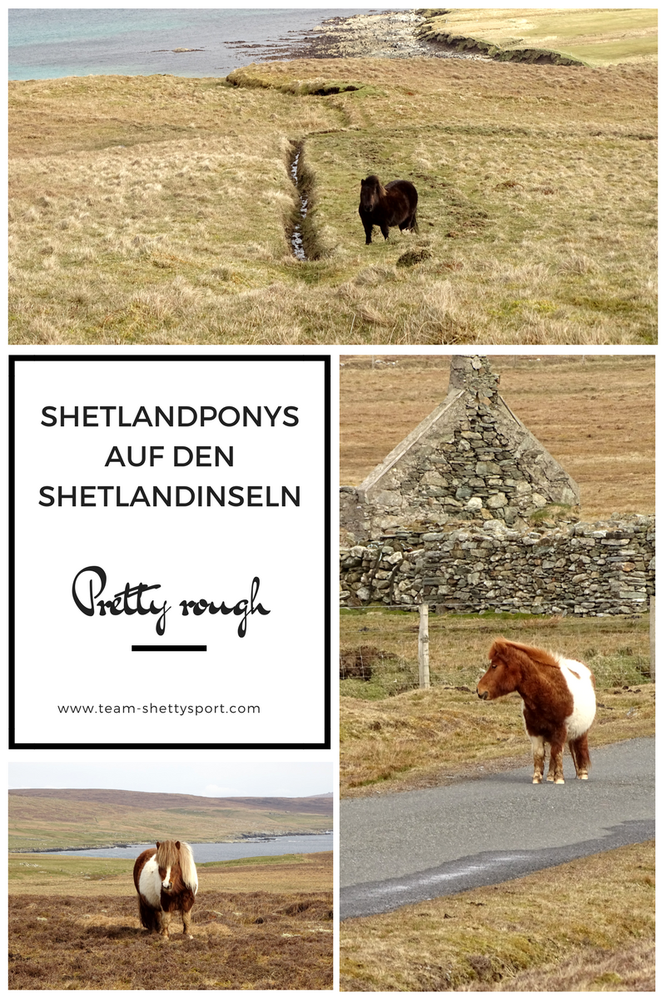 SHETLANDPONYS
AUF DEN
SHETLANDINSELN
Pretty rough
www.team-shettysport.com